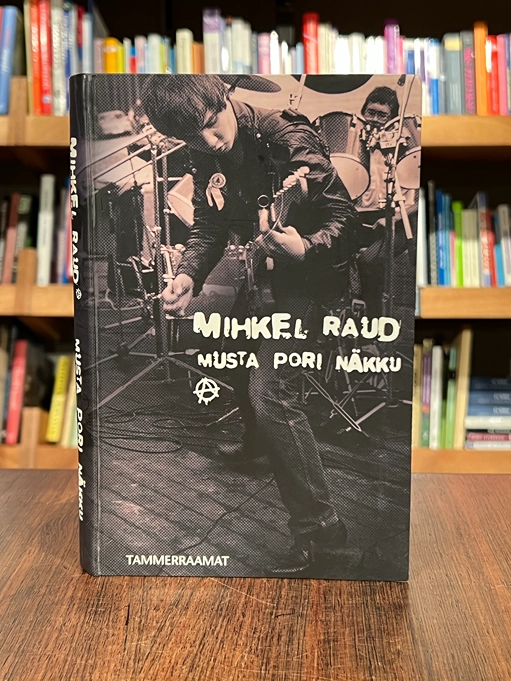 MIHKEL RAUD
MUSTA PORI NÄKKU
TAMMERRAAMAT
MIHKEL RAUD MUSTA PORI NÄKKU